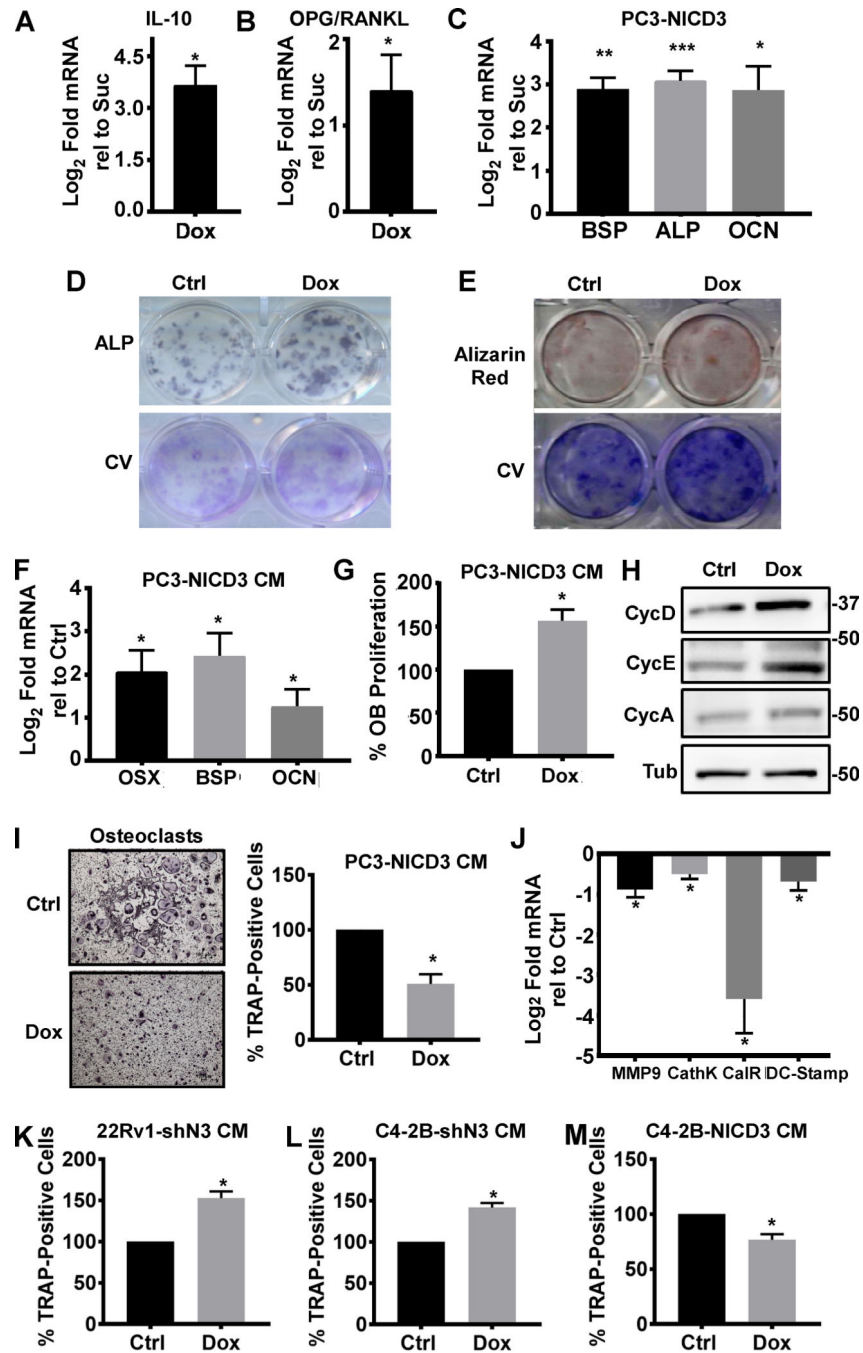 A
IL-10
Log2 Fold mRNA
rel to Suc
4.5
3.0
1.5
0.0
*
Dox
B
OPG/RANKL
Log2 Fold mRNA
rel to Suc
2
1
0
*
Dox
C
PC3-NICD3
Log2 Fold mRNA
rel to Suc
4
3
2
1
0
**
***
*
BSP ALP OCN
D
Ctrl Dox
ALP
CV
E
Ctrl Dox
Alizarin
Red
CV
F
PC3-NICD3 CM
Log2 Fold mRNA
rel to Ctrl
4
3
2
1
0
*
*
*
OSX BSP OCN
G
PC3-NICD3 CM
% OB Proliferation
200
150
100
50
0
*
Ctrl Dox
H
Ctrl Dox
CycD
-37
-50
CycE
CycA
-50
Tub
-50
I
Osteoclasts
Ctrl
Dox
PC3-NICD3 CM
% TRAP-Positive Cells
150
100
50
0
*
Ctrl Dox
J
Log2 Fold mRNA
rel to Ctrl
0
-1
-2
-3
-4
-5
*
*
*
*
MMP9 CathK CalR DC-Stamp
K
22Rv1-shN3 CM
% TRAP-Positive Cells
200
150
100
50
0
*
Ctrl Dox
L
C4-2B-shN3 CM
% TRAP-Positive Cells
200
150
100
50
0
*
Ctrl Dox
M
C4-2B-NICD3 CM
% TRAP-Positive Cells
150
100
50
0
*
Ctrl Dox